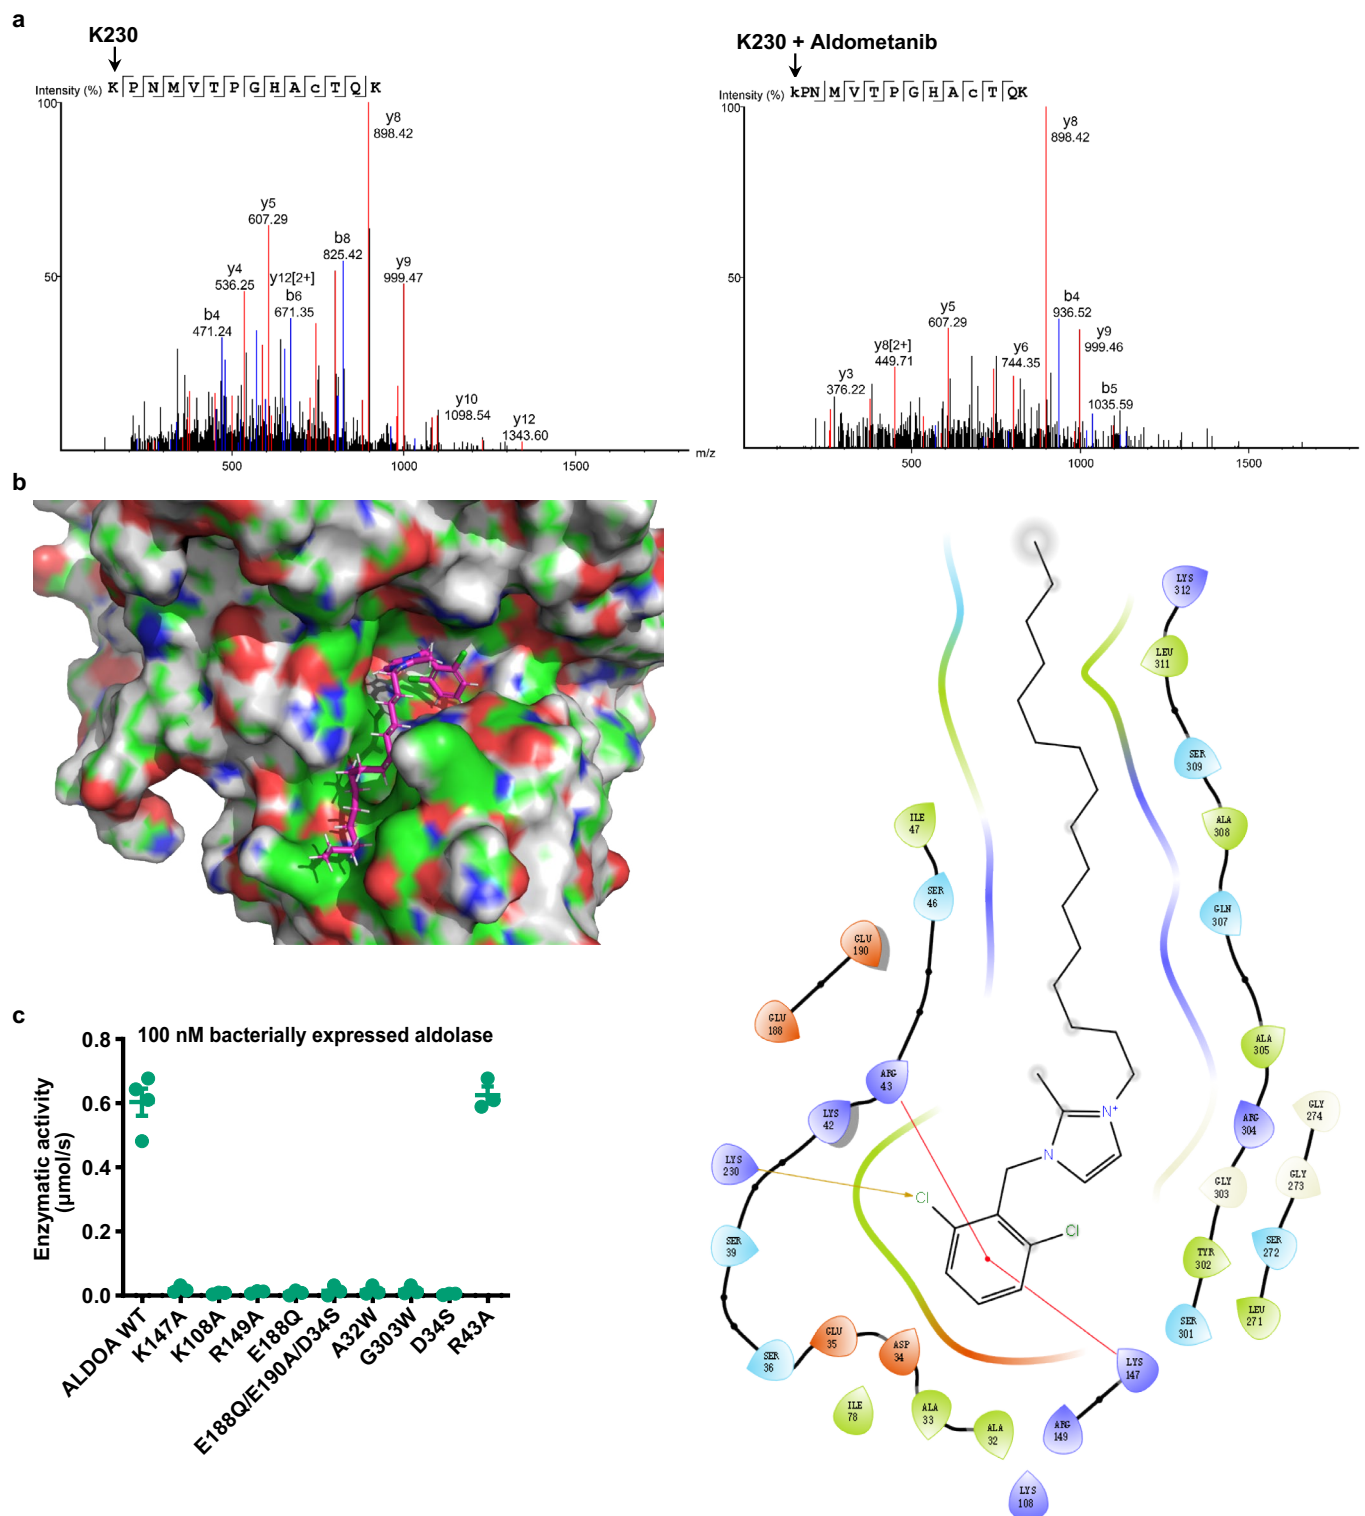 a
K230
Intensity (%)
K P N M V T P G H A c T Q K
100
50
y8
898.42
y5
607.29
b8
825.42
y4
536.25
y12[2+]
b6
671.35
y9
999.47
b4
471.24
y10
1098.54
y12
1343.60
500
1000
1500
m/z
K230 + Aldometanib
Intensity (%)
k P N M V T P G H A c T Q K
100
50
y8
898.42
y5
607.29
b4
936.52
y8[2+]
449.71
y6
744.35
y9
999.46
y3
376.22
b5
1035.59
500
1000
1500
b
LYS
312
LEU
311
SER
309
ALA
308
GLN
307
ALA
305
ARG
304
GLY
303
TYR
302
SER
301
GLY
274
GLY
273
SER
272
LEU
271
ILE
47
SER
46
GLU
190
GLU
188
ARG
43
LYS
42
LYS
230
SER
39
SER
36
GLU
35
ASP
34
ALA
33
ALA
32
ILE
78
LYS
147
ARG
149
LYS
108
N+
N
Cl
Cl
c
100 nM bacterially expressed aldolase
Enzymatic activity
(μmol/s)
0.8
0.6
0.4
0.2
0.0
ALDOA WT
K147A
K108A
R149A
E188Q
E188Q/E190A/D34S
A32W
G303W
D34S
R43A